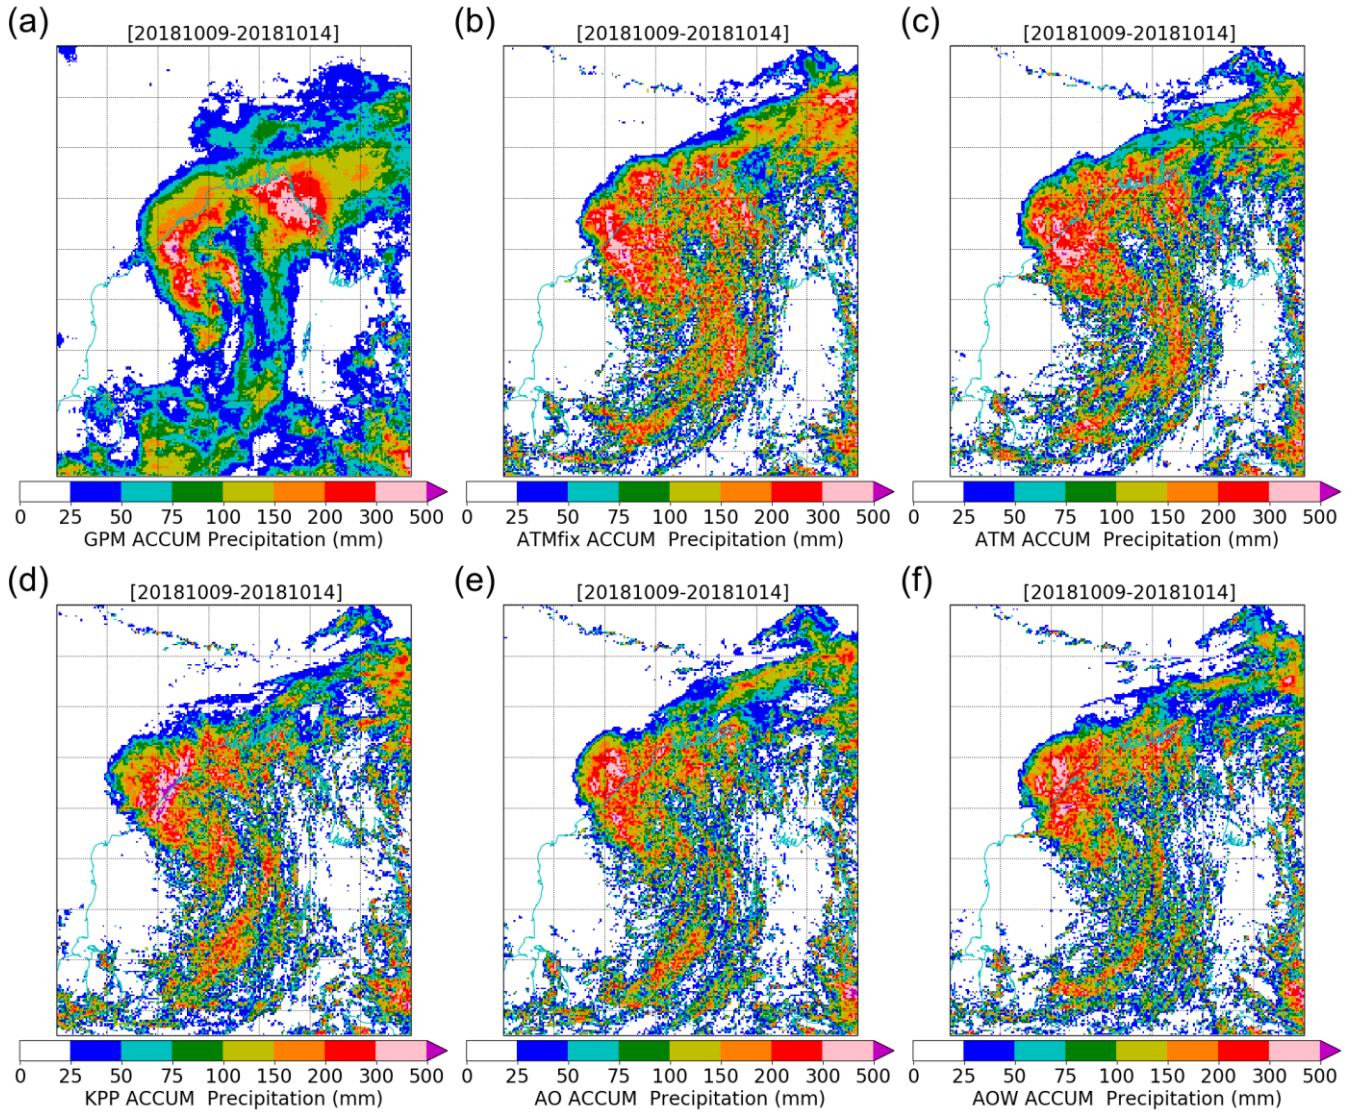 (a)
[20181009-20181014]
0 25 50 75 100 150 200 300 500
GPM ACCUM Precipitation (mm)
(b)
[20181009-20181014]
0 25 50 75 100 150 200 300 500
ATMfix ACCUM Precipitation (mm)
(c)
[20181009-20181014]
0 25 50 75 100 150 200 300 500
ATM ACCUM Precipitation (mm)
(d)
[20181009-20181014]
0 25 50 75 100 150 200 300 500
KPP ACCUM Precipitation (mm)
(e)
[20181009-20181014]
0 25 50 75 100 150 200 300 500
AO ACCUM Precipitation (mm)
(f)
[20181009-20181014]
0 25 50 75 100 150 200 300 500
AOW ACCUM Precipitation (mm)